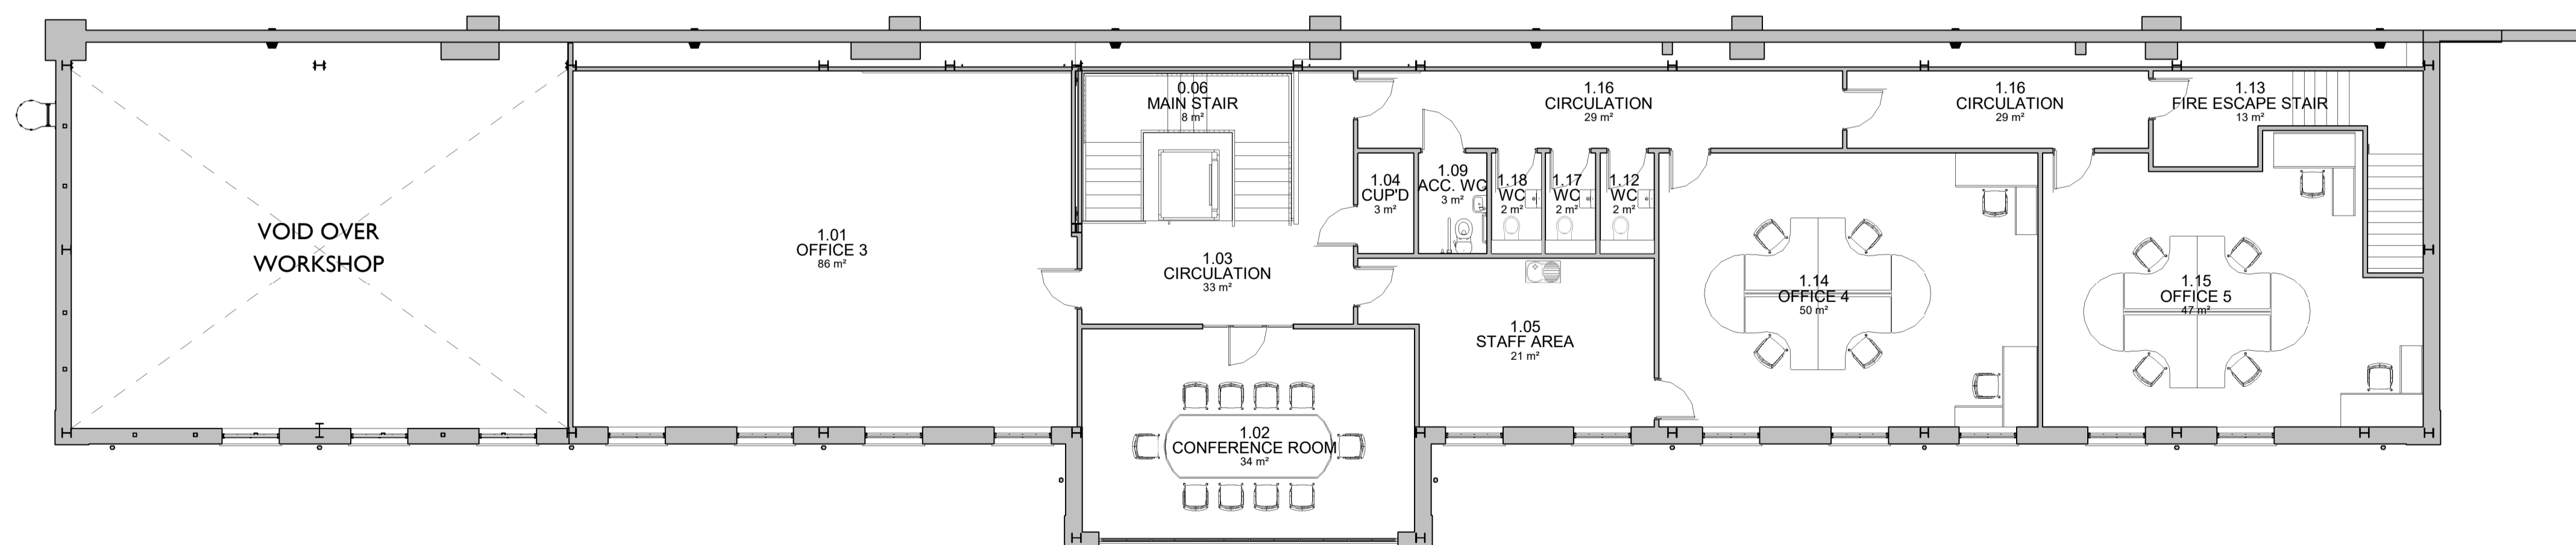 VOID OVER
WORKSHOP
1.01
OFFICE 3
86 m²
0.06
MAIN STAIR
8 m²
1.03
CIRCULATION
33 m²
1.02
CONFERENCE ROOM
34 m²
1.04
CUP'D
3 m²
1.09
ACC. WC
3 m²
1.18
WC
2 m²
1.17
WC
2 m²
1.12
WC
2 m²
1.05
STAFF AREA
21 m²
1.16
CIRCULATION
29 m²
1.16
CIRCULATION
29 m²
1.13
FIRE ESCAPE STAIR
13 m²
1.14
OFFICE 4
50 m²
1.15
OFFICE 5
47 m²